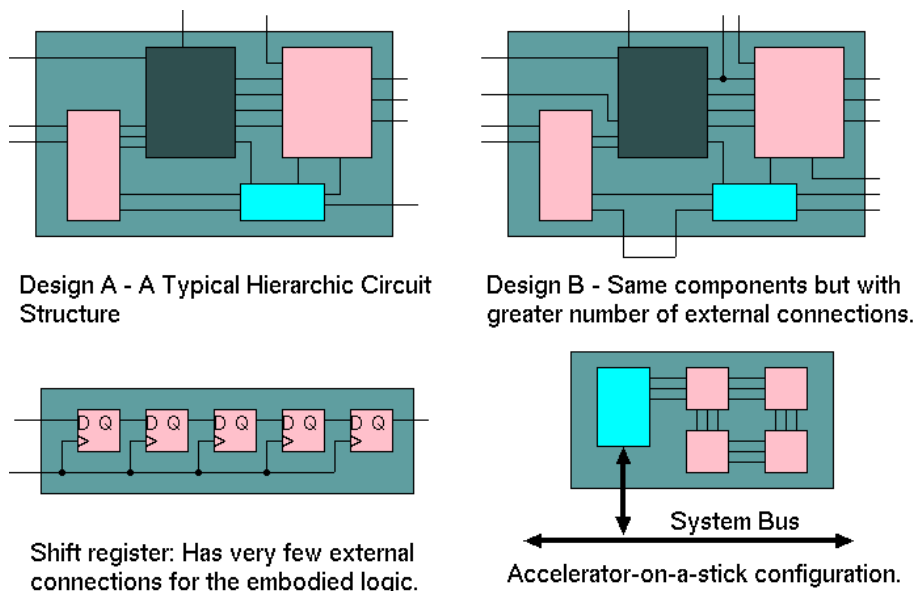 Design A - A Typical Hierarchic Circuit
Structure
Design B - Same components but with
greater number of external connections.
D Q D Q D Q D Q D Q
Shift register: Has very few external
connections for the embodied logic.
System Bus
Accelerator-on-a-stick configuration.